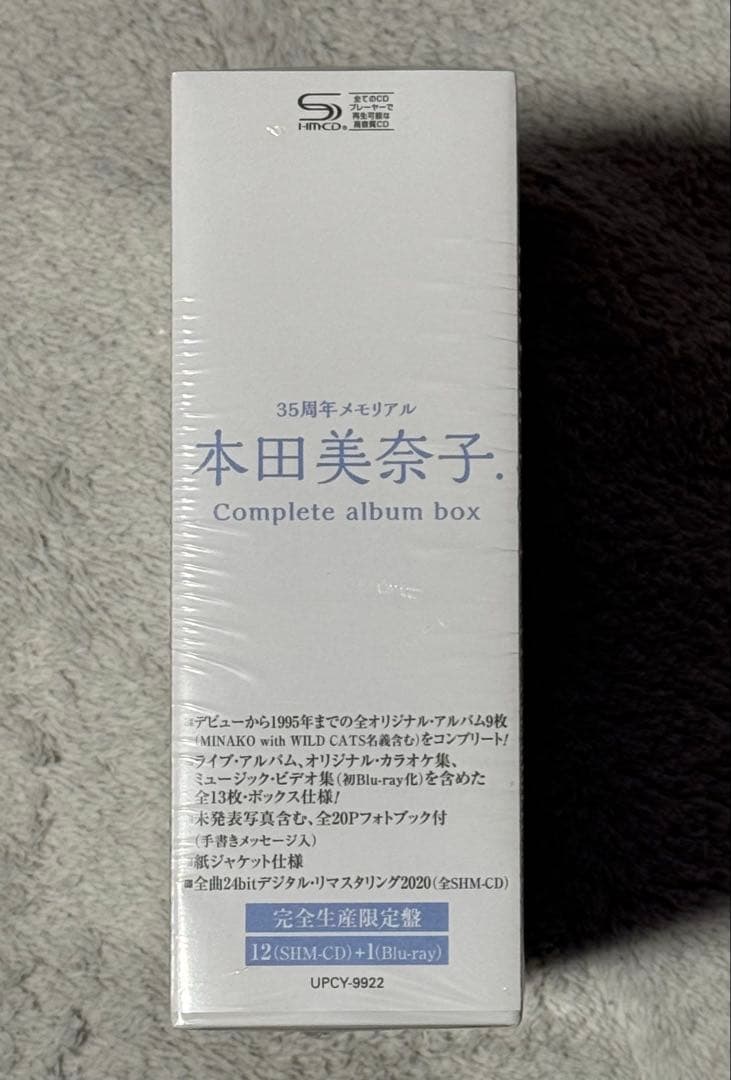 HM-CD®
全てのCD
プレーヤーで
再生可能な
高音質CD
35周年メモリアル
本田美奈子.
Complete album box
■デビューから1995年までの全オリジナル・アルバム9枚
(MINAKO with WILD CATS名義含む)をコンプリート!
ライブ・アルバム、オリジナル・カラオケ集、
ミュージック・ビデオ集(初Blu-ray化)を含めた
全13枚・ボックス仕様!
■未発表写真含む、全20Pフォトブック付
(手書きメッセージ入)
■紙ジャケット仕様
■全曲24bitデジタル・リマスタリング2020(全SHM-CD)
完全生産限定盤
12(SHM-CD)+1(Blu-ray)
UPCY-9922